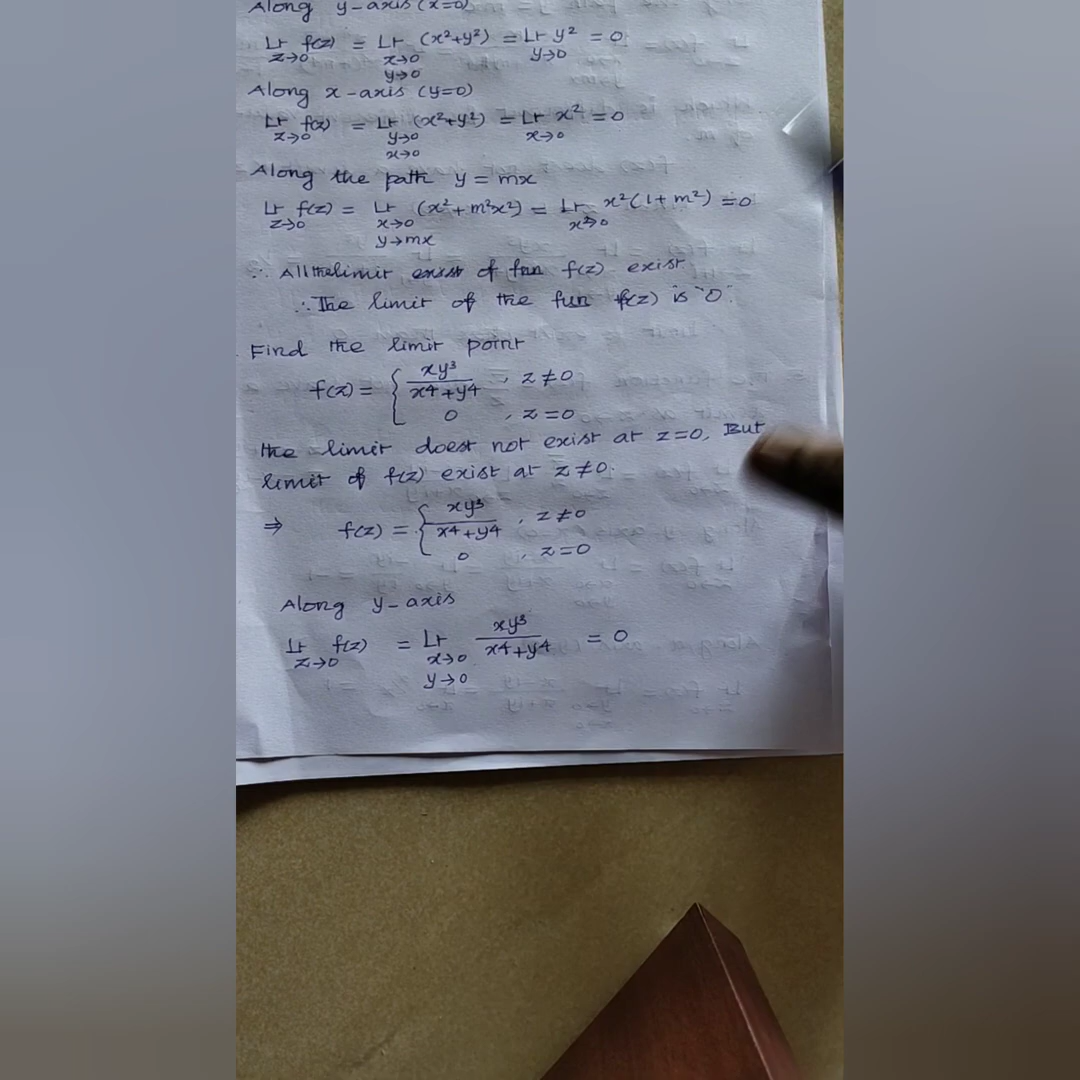 Along y-axis (x=0)
Lt f(z) = Lt (x²+y²) = Lt y² = 0
z→0 x→0 y→0
y→0
Along x-axis (y=0)
Lt f(z) = Lt (x²+y²) = Lt x² = 0
z→0 y→0 x→0
x→0
Along the path y = mx
Lt f(z) = Lt (x²+m²x²) = Lt x²(1+m²) = 0
z→0 x→0 x→0
y→mx
∴ All the limit of fun f(z) exist
∴ The limit of the fun f(z) is "0".
Find the limit point
f(z) = { xy³/x4+y4 , z≠0
0 , z=0
the limit does not exist at z=0, But
limit of f(z) exist at z≠0.
⇒ f(z) = { xy³/x4+y4 , z≠0
0 , z=0
Along y-axis
Lt f(z) = Lt xy³/x4+y4 = 0
z→0 x→0
y→0